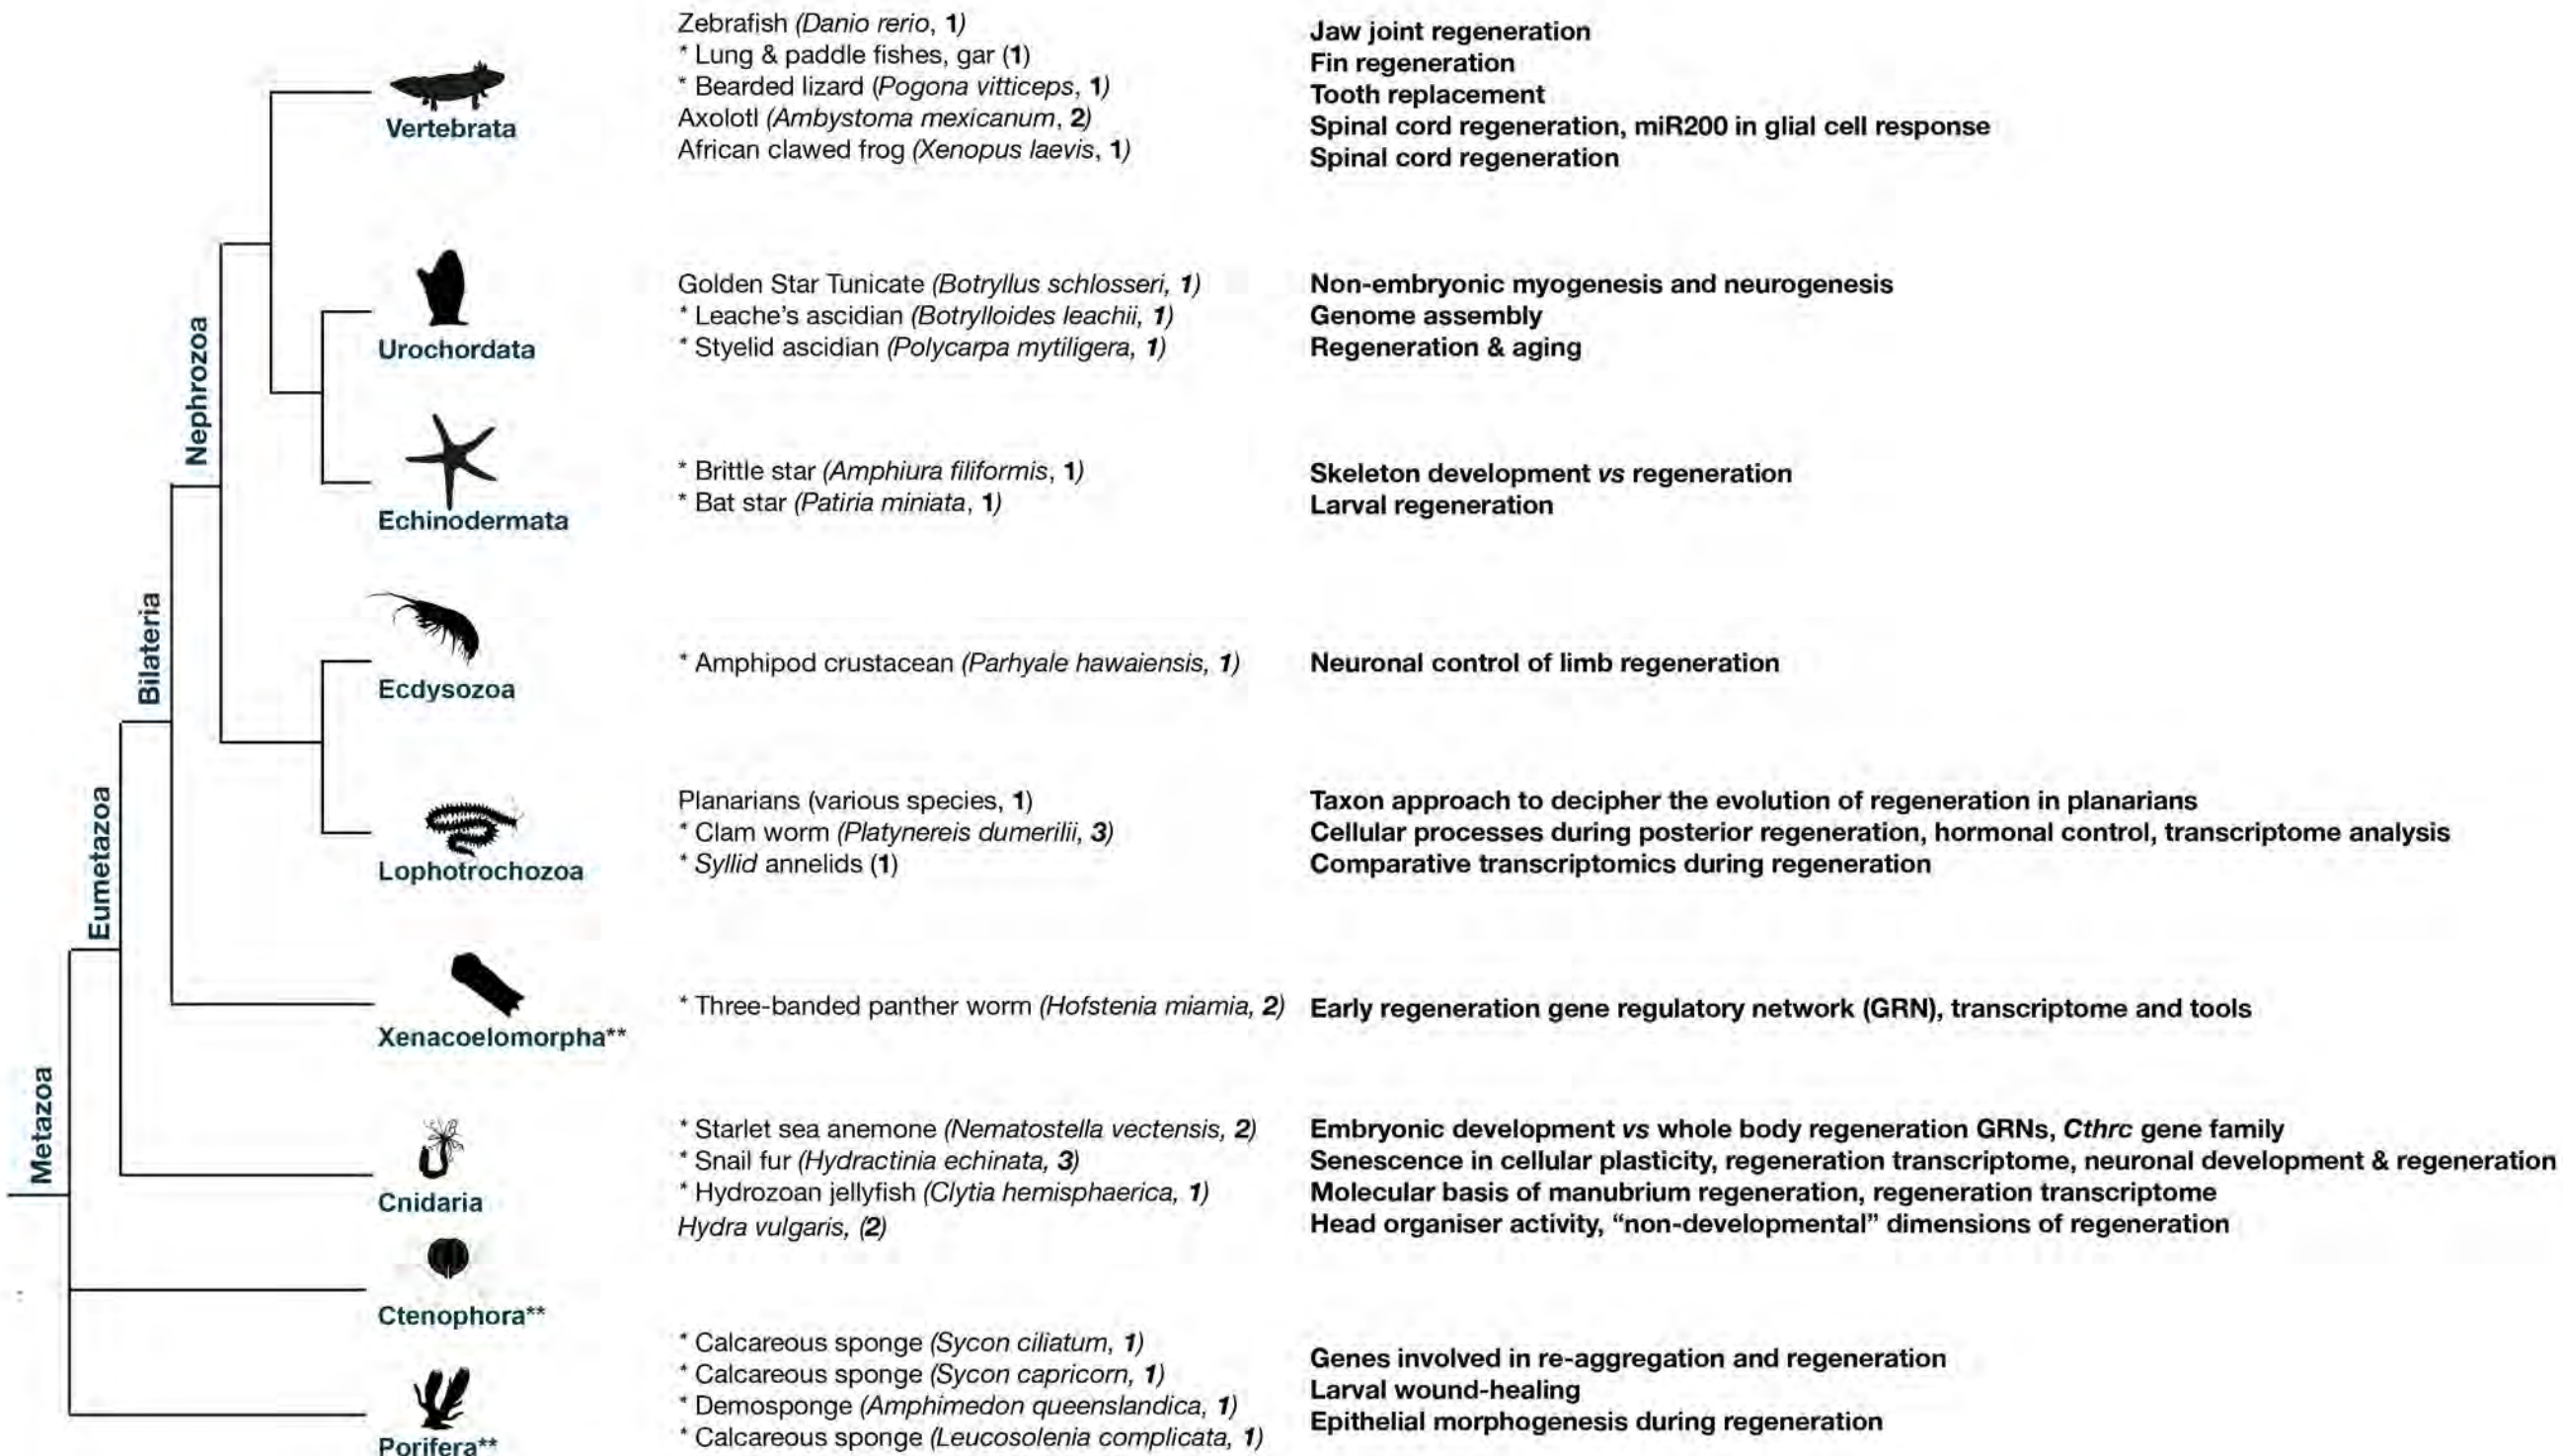 Zebrafish (Danio rerio, 1)
Jaw joint regeneration
* Lung & paddle fishes, gar (1)
Fin regeneration
* Bearded lizard (Pogona vitticeps, 1)
Tooth replacement
Axolotl (Ambystoma mexicanum, 2)
Spinal cord regeneration, miR200 in glial cell response
African clawed frog (Xenopus laevis, 1)
Spinal cord regeneration
Vertebrata
Golden Star Tunicate (Botryllus schlosseri, 1)
Non-embryonic myogenesis and neurogenesis
* Leache's ascidian (Botrylloides leachii, 1)
Genome assembly
* Styelid ascidian (Polycarpa mytiligera, 1)
Regeneration & aging
Urochordata
Nephrozoa
* Brittle star (Amphiura filiformis, 1)
Skeleton development vs regeneration
* Bat star (Patiria miniata, 1)
Larval regeneration
Echinodermata
Bilateria
* Amphipod crustacean (Parhyale hawaiensis, 1)
Neuronal control of limb regeneration
Ecdysozoa
Planarians (various species, 1)
Taxon approach to decipher the evolution of regeneration in planarians
* Clam worm (Platynereis dumerilii, 3)
Cellular processes during posterior regeneration, hormonal control, transcriptome analysis
* Syllid annelids (1)
Comparative transcriptomics during regeneration
Lophotrochozoa
Eumetazoa
* Three-banded panther worm (Hofstenia miamia, 2)
Early regeneration gene regulatory network (GRN), transcriptome and tools
Xenacoelomorpha**
Metazoa
* Starlet sea anemone (Nematostella vectensis, 2)
Embryonic development vs whole body regeneration GRNs, Cthrc gene family
* Snail fur (Hydractinia echinata, 3)
Senescence in cellular plasticity, regeneration transcriptome, neuronal development & regeneration
* Hydrozoan jellyfish (Clytia hemisphaerica, 1)
Molecular basis of manubrium regeneration, regeneration transcriptome
Hydra vulgaris, (2)
Head organiser activity, “non-developmental” dimensions of regeneration
Cnidaria
Ctenophora**
* Calcareous sponge (Sycon ciliatum, 1)
Genes involved in re-aggregation and regeneration
* Calcareous sponge (Sycon capricorn, 1)
Larval wound-healing
* Demosponge (Amphimedon queenslandica, 1)
Epithelial morphogenesis during regeneration
* Calcareous sponge (Leucosolenia complicata, 1)
Porifera**